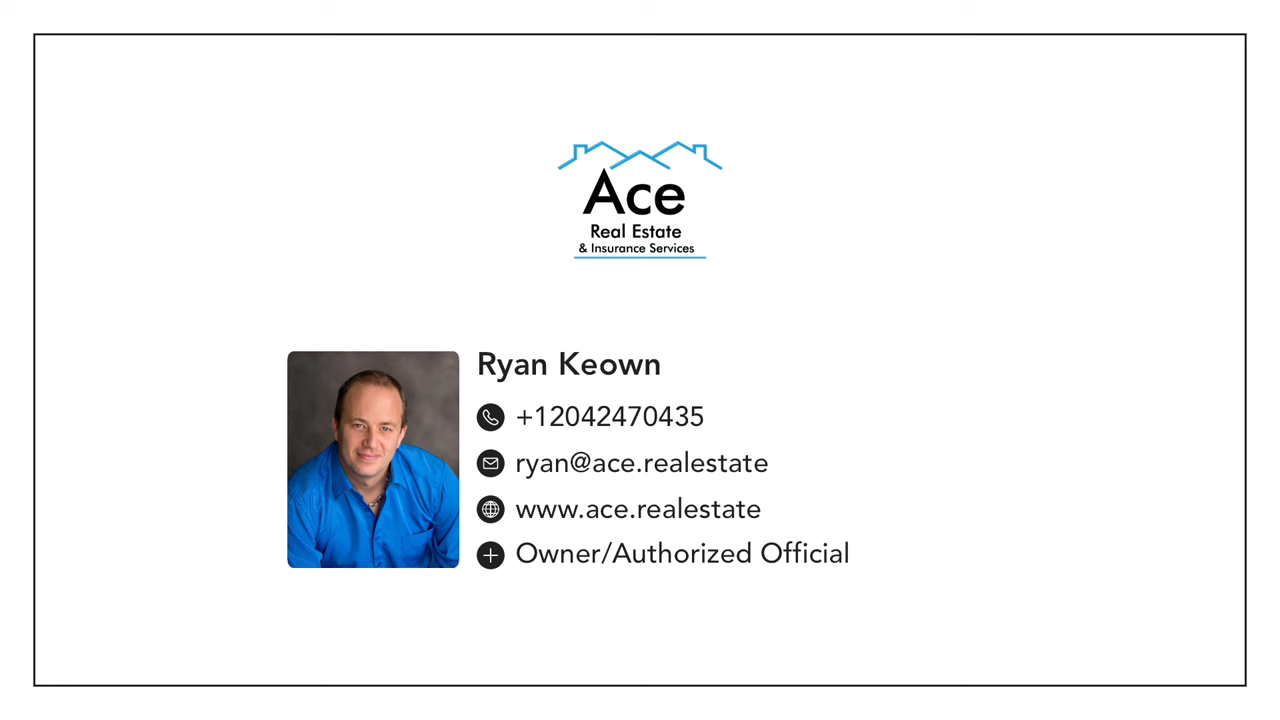 Ace
Real Estate
& Insurance Services
Ryan Keown
+12042470435
ryan@ace.realestate
www.ace.realestate
Owner/Authorized Official